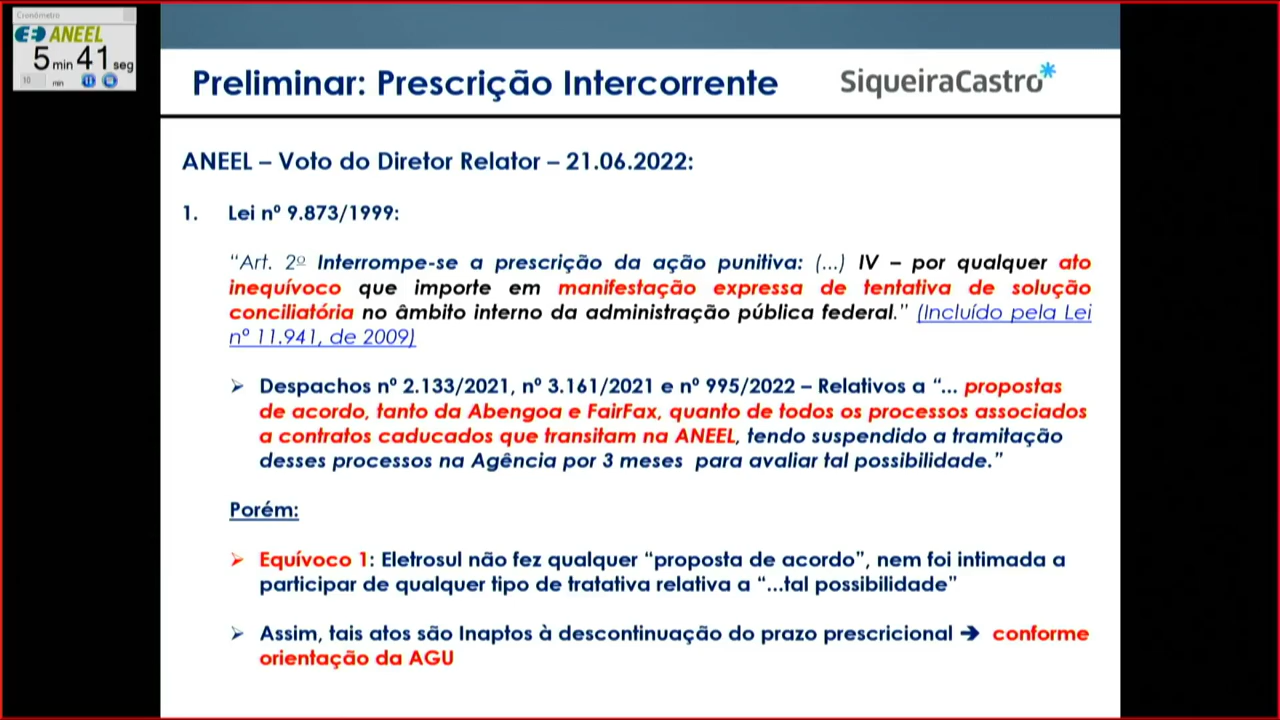 Cronômetro
ANEEL
5 min 41 seg
10 min
Preliminar: Prescrição Intercorrente
SiqueiraCastro
ANEEL – Voto do Diretor Relator – 21.06.2022:
1. Lei nº 9.873/1999:
“Art. 2º Interrompe-se a prescrição da ação punitiva: (...) IV – por qualquer ato
inequívoco que importe em manifestação expressa de tentativa de solução
conciliatória no âmbito interno da administração pública federal.” (Incluído pela Lei
nº 11.941, de 2009)
➢ Despachos nº 2.133/2021, nº 3.161/2021 e nº 995/2022 – Relativos a “... propostas
de acordo, tanto da Abengoa e FairFax, quanto de todos os processos associados
a contratos caducados que transitam na ANEEL, tendo suspendido a tramitação
desses processos na Agência por 3 meses para avaliar tal possibilidade.”
Porém:
➢ Equívoco 1: Eletrosul não fez qualquer “proposta de acordo”, nem foi intimada a
participar de qualquer tipo de tratativa relativa a “...tal possibilidade”
➢ Assim, tais atos são Inaptos à descontinuação do prazo prescricional ➔ conforme
orientação da AGU